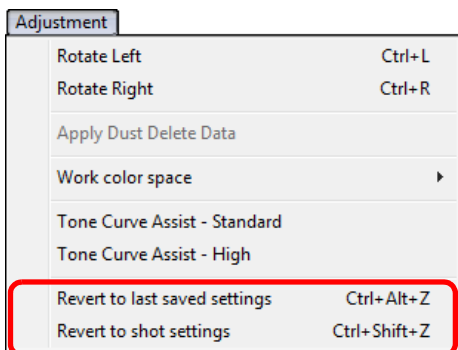 Adjustment
Rotate Left Ctrl+L
Rotate Right Ctrl+R
Apply Dust Delete Data
Work color space
Tone Curve Assist - Standard
Tone Curve Assist - High
Revert to last saved settings Ctrl+Alt+Z
Revert to shot settings Ctrl+Shift+Z